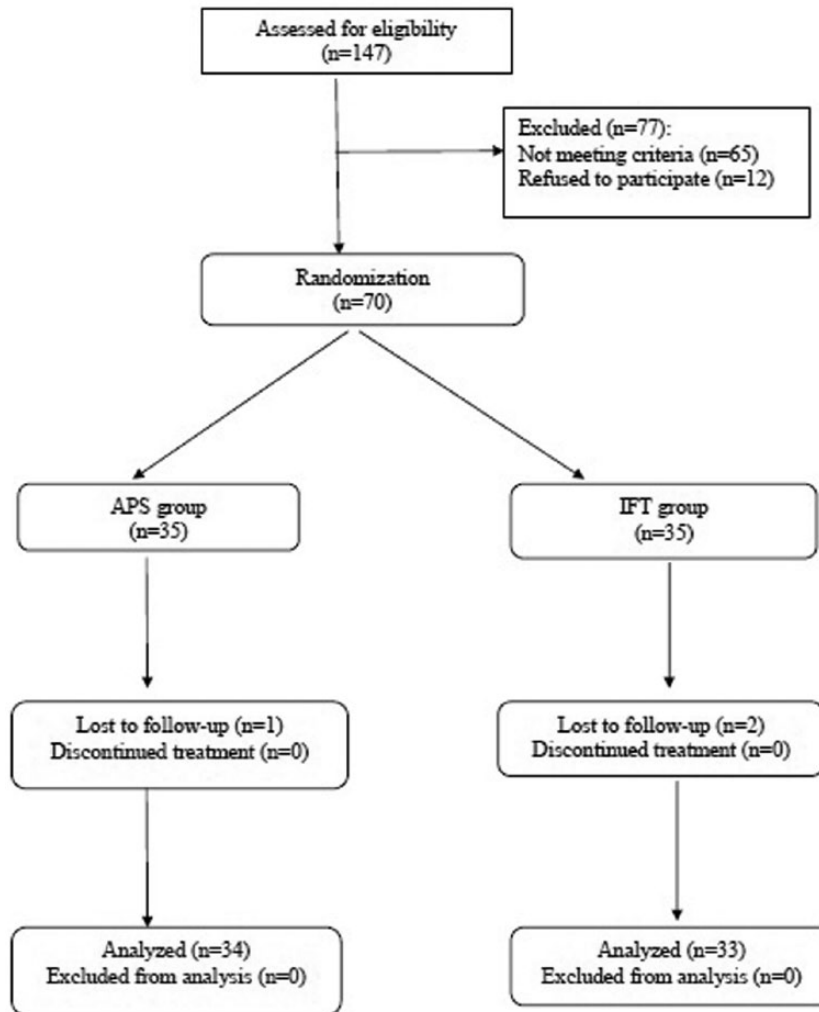 Assessed for eligibility
(n=147)
Excluded (n=77):
Not meeting criteria (n=65)
Refused to participate (n=12)
Randomization
(n=70)
APS group
(n=35)
IFT group
(n=35)
Lost to follow-up (n=1)
Discontinued treatment (n=0)
Lost to follow-up (n=2)
Discontinued treatment (n=0)
Analyzed (n=34)
Excluded from analysis (n=0)
Analyzed (n=33)
Excluded from analysis (n=0)